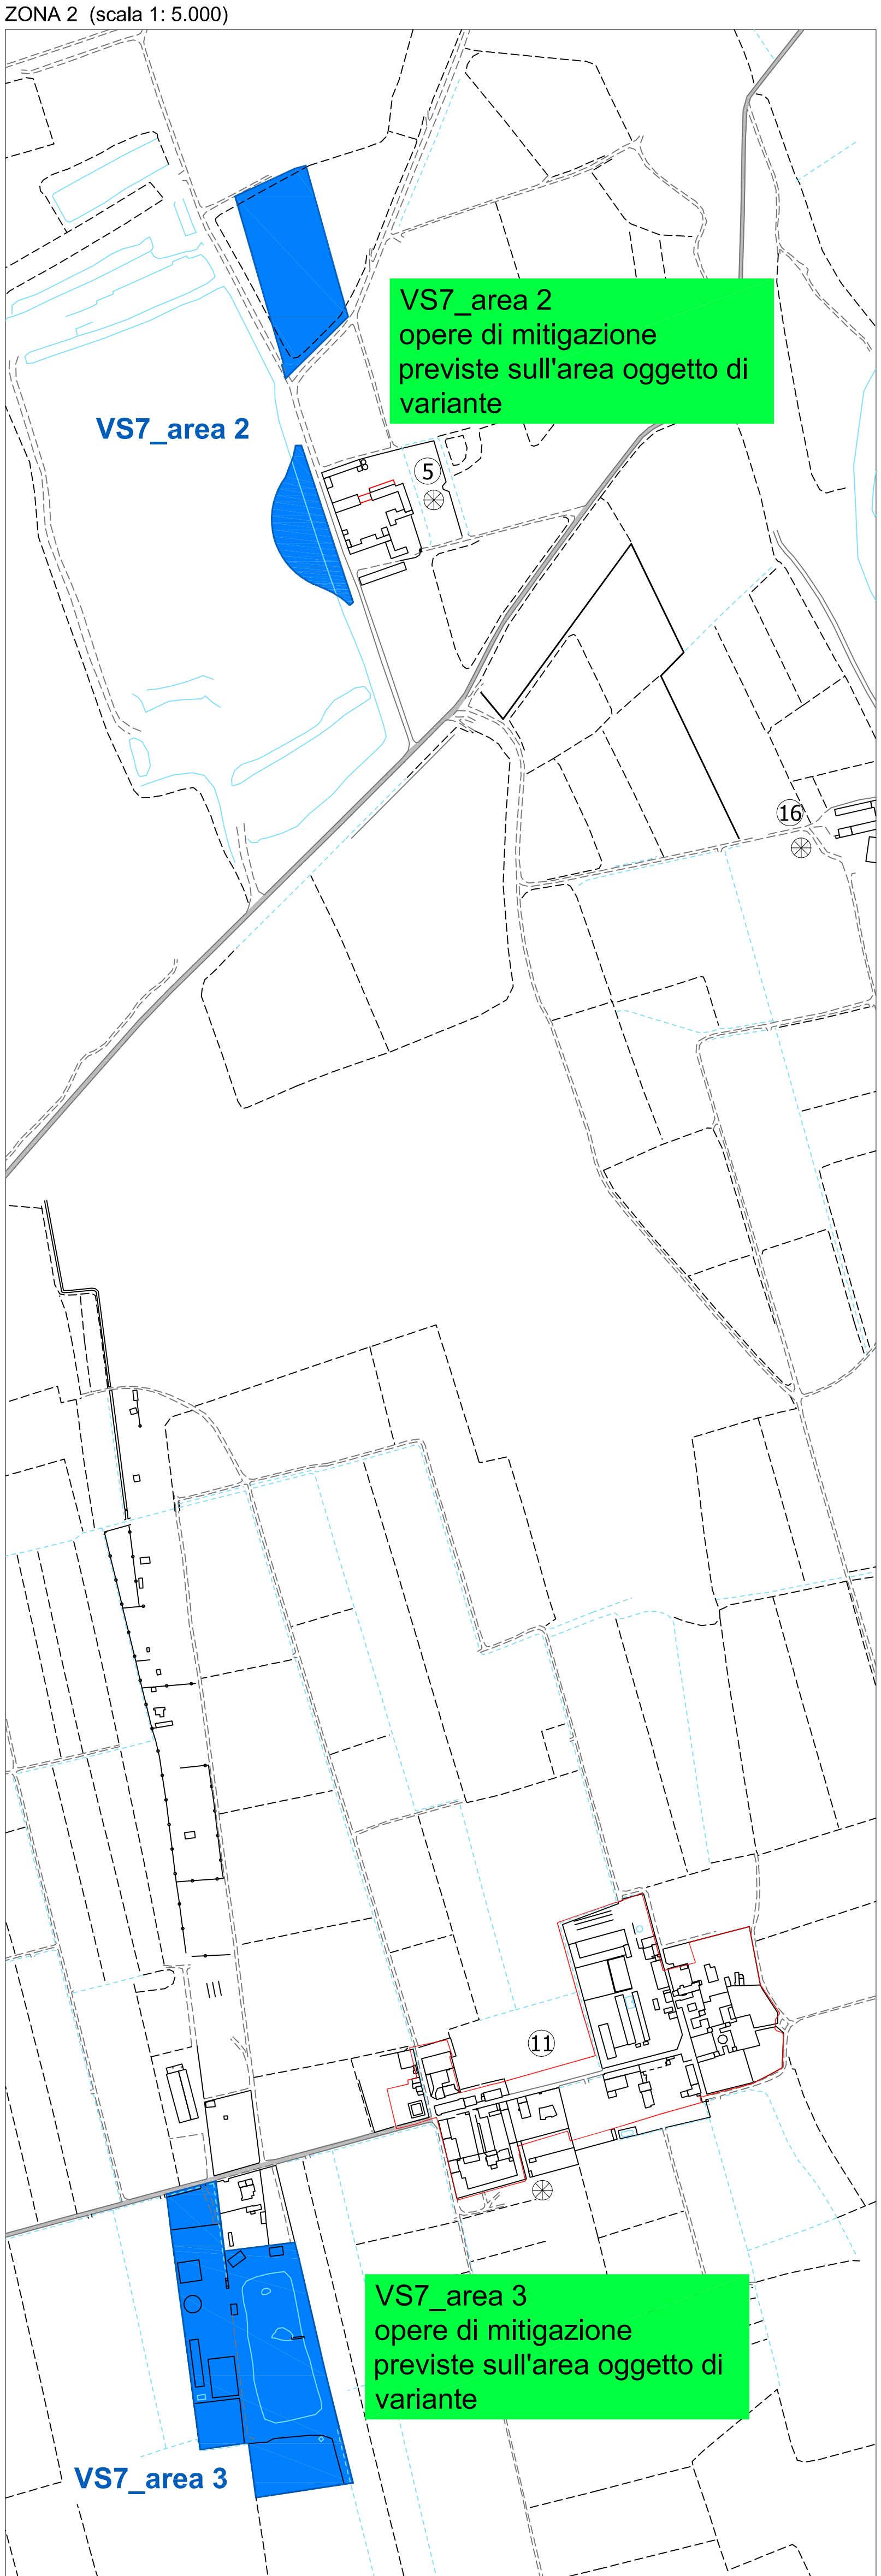 ZONA 2 (scala 1: 5.000)
VS7_area 2
opere di mitigazione
previste sull'area oggetto di
variante
VS7_area 2
5
16
11
VS7_area 3
opere di mitigazione
previste sull'area oggetto di
variante
VS7_area 3